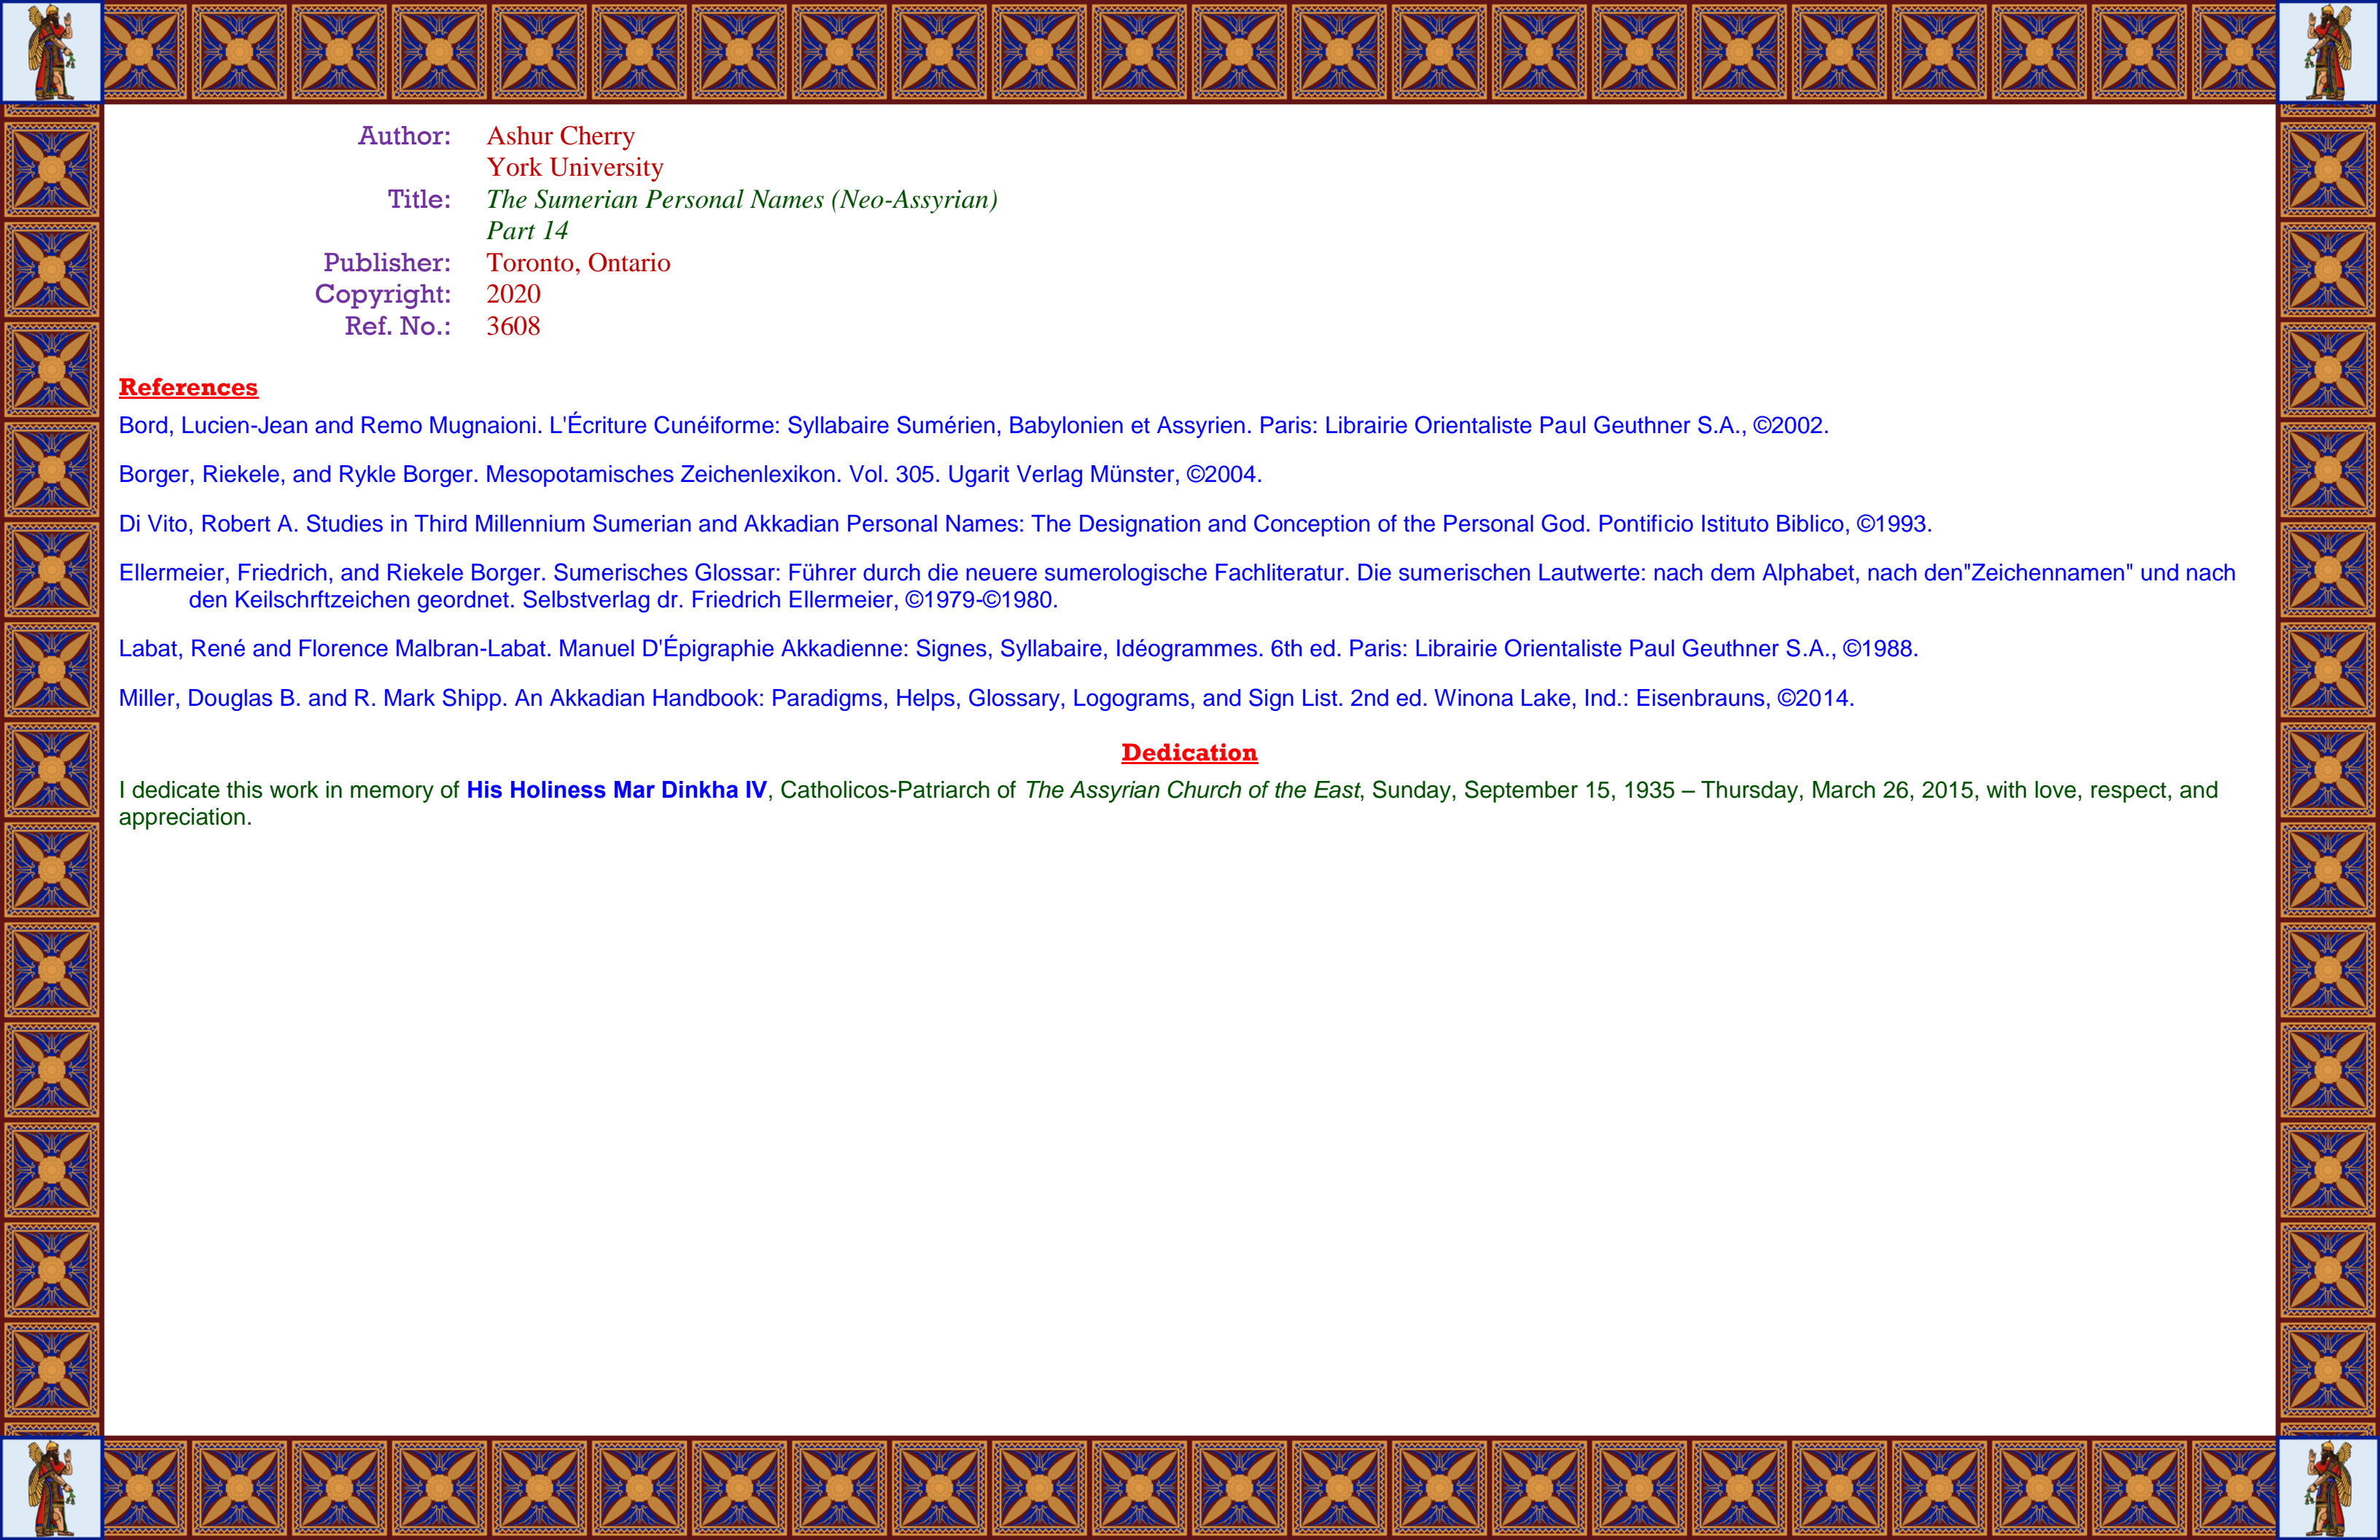 Author: Ashur Cherry
York University
Title: The Sumerian Personal Names (Neo-Assyrian)
Part 14
Publisher: Toronto, Ontario
Copyright: 2020
Ref. No.: 3608
References
Bord, Lucien-Jean and Remo Mugnaioni. L'Écriture Cunéiforme: Syllabaire Sumérien, Babylonien et Assyrien. Paris: Librairie Orientaliste Paul Geuthner S.A., ©2002.
Borger, Riekele, and Rykle Borger. Mesopotamisches Zeichenlexikon. Vol. 305. Ugarit Verlag Münster, ©2004.
Di Vito, Robert A. Studies in Third Millennium Sumerian and Akkadian Personal Names: The Designation and Conception of the Personal God. Pontificio Istituto Biblico, ©1993.
Ellermeier, Friedrich, and Riekele Borger. Sumerisches Glossar: Führer durch die neuere sumerologische Fachliteratur. Die sumerischen Lautwerte: nach dem Alphabet, nach den"Zeichennamen" und nach
den Keilschrftzeichen geordnet. Selbstverlag dr. Friedrich Ellermeier, ©1979-©1980.
Labat, René and Florence Malbran-Labat. Manuel D'Épigraphie Akkadienne: Signes, Syllabaire, Idéogrammes. 6th ed. Paris: Librairie Orientaliste Paul Geuthner S.A., ©1988.
Miller, Douglas B. and R. Mark Shipp. An Akkadian Handbook: Paradigms, Helps, Glossary, Logograms, and Sign List. 2nd ed. Winona Lake, Ind.: Eisenbrauns, ©2014.
Dedication
I dedicate this work in memory of His Holiness Mar Dinkha IV, Catholicos-Patriarch of The Assyrian Church of the East, Sunday, September 15, 1935 – Thursday, March 26, 2015, with love, respect, and
appreciation.